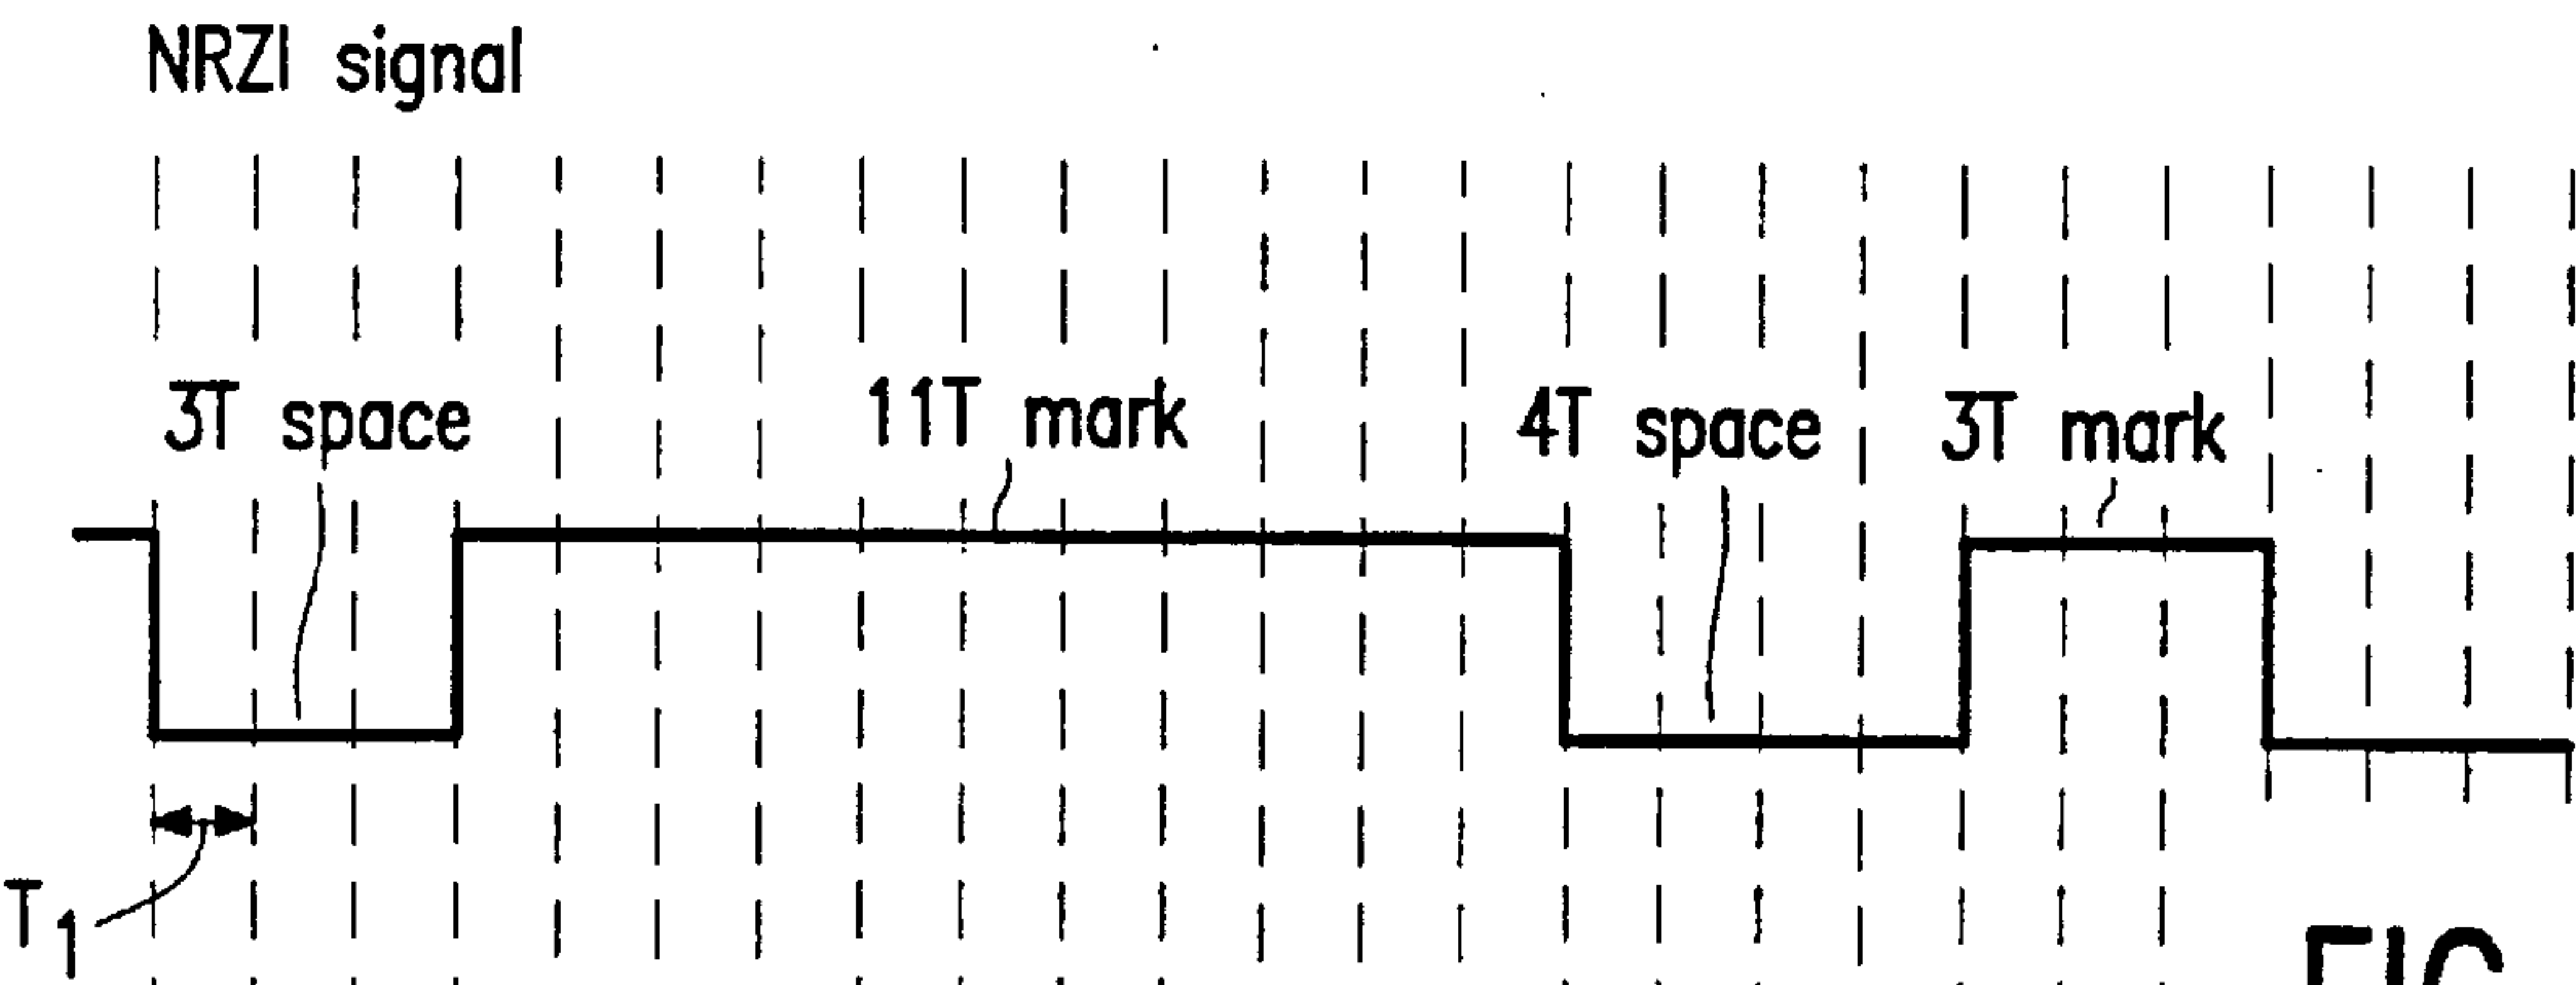 NRZI signal
3T space
11T mark
4T space
3T mark
T1